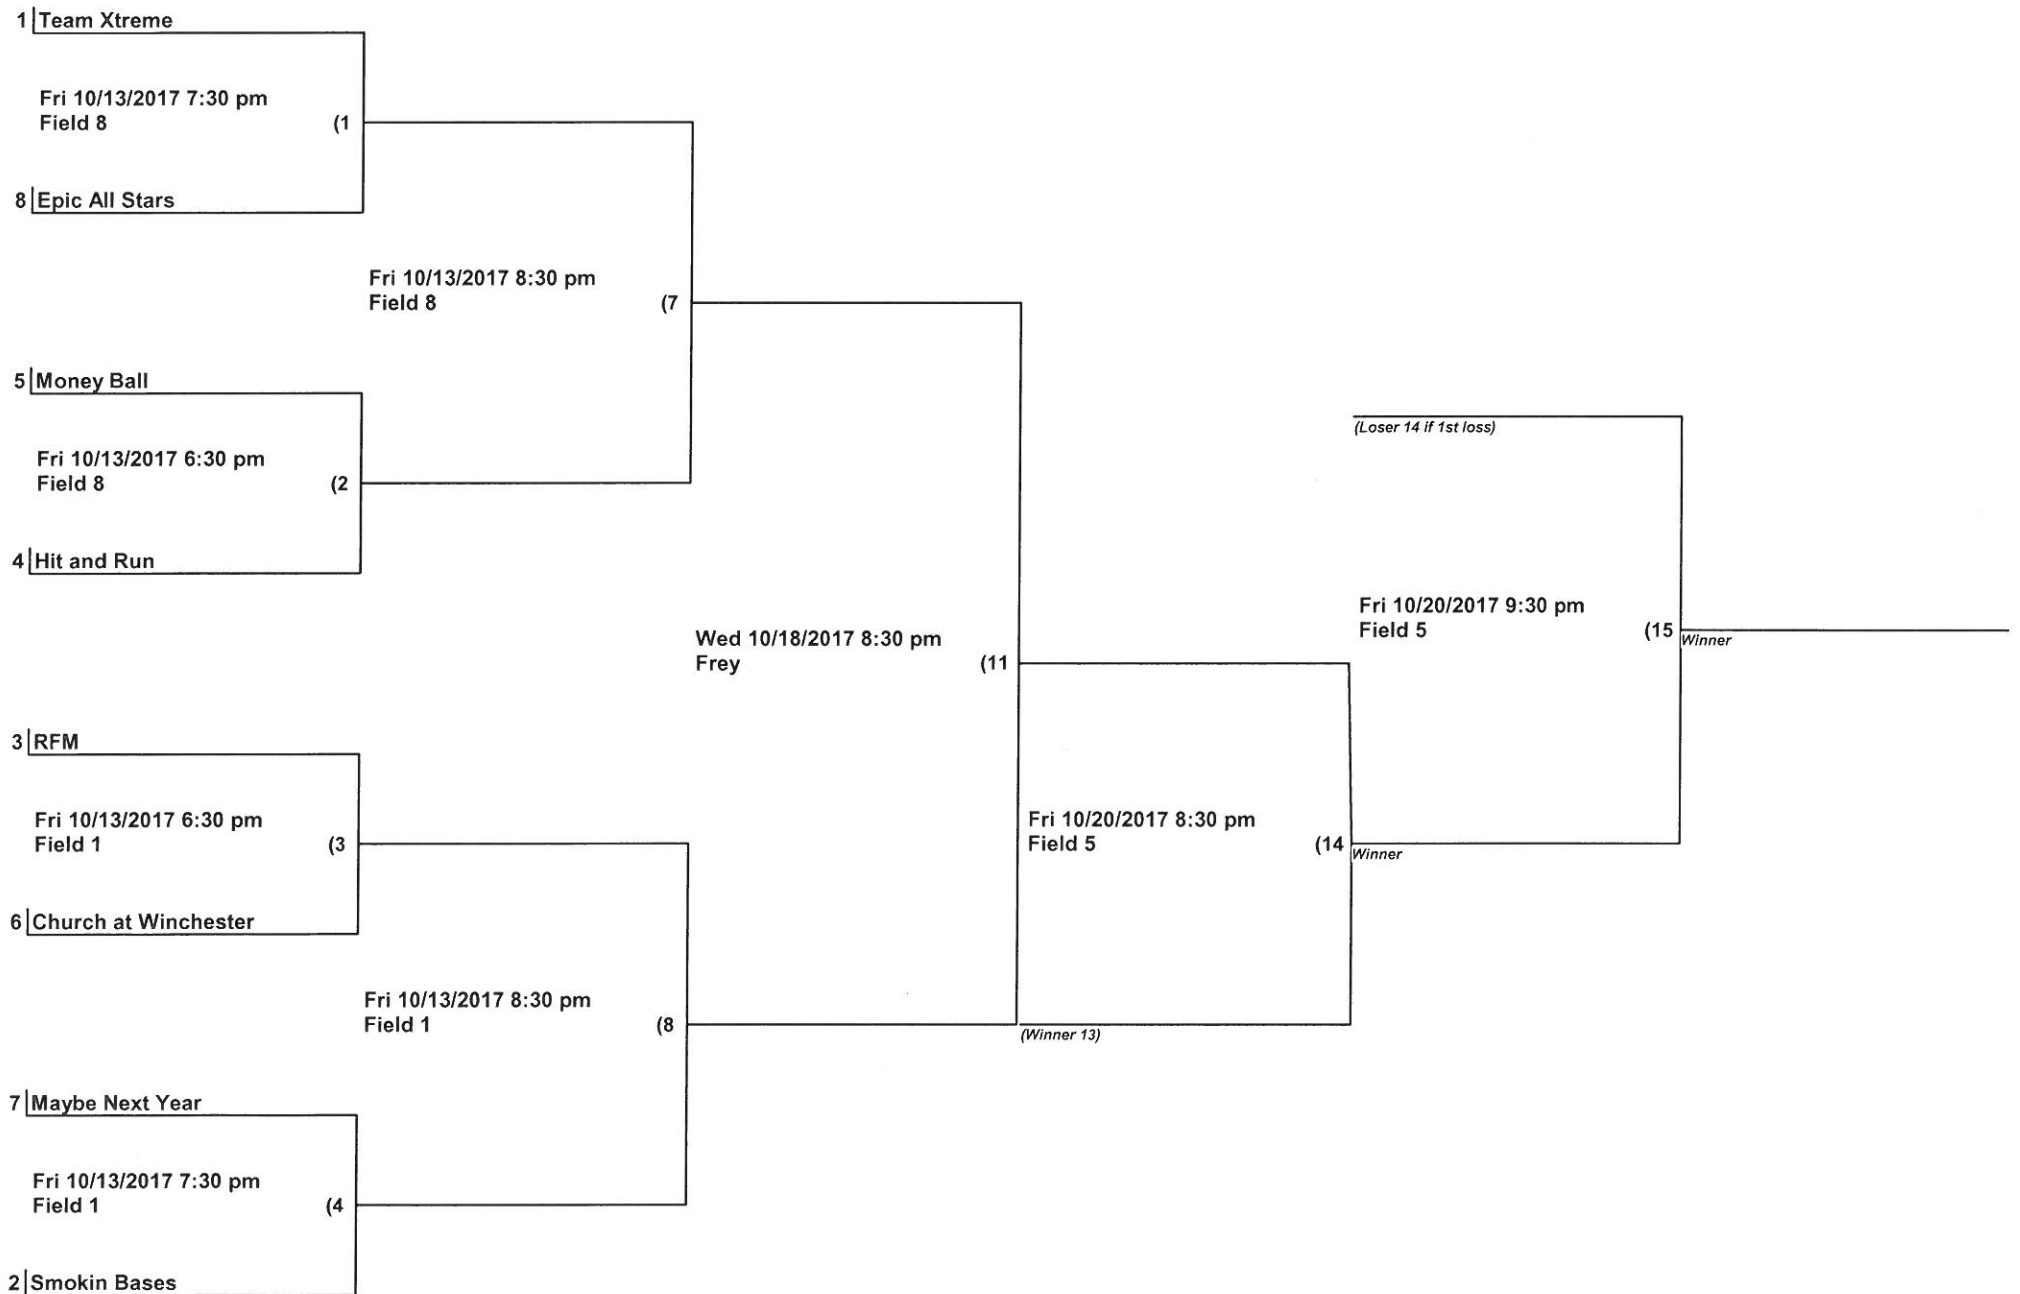 1 Team Xtreme
Fri 10/13/2017 7:30 pm
Field 8 (1
8 Epic All Stars
Fri 10/13/2017 8:30 pm
Field 8 (7
5 Money Ball
(Loser 14 if 1st loss)
Fri 10/13/2017 6:30 pm
Field 8 (2
4 Hit and Run
Fri 10/20/2017 9:30 pm
Field 5 (15 Winner
Wed 10/18/2017 8:30 pm
Frey (11
3 RFM
Fri 10/13/2017 6:30 pm
Field 1 (3
Fri 10/20/2017 8:30 pm
Field 5 (14 Winner
6 Church at Winchester
Fri 10/13/2017 8:30 pm
Field 1 (8
(Winner 13)
7 Maybe Next Year
Fri 10/13/2017 7:30 pm
Field 1 (4
2 Smokin Bases